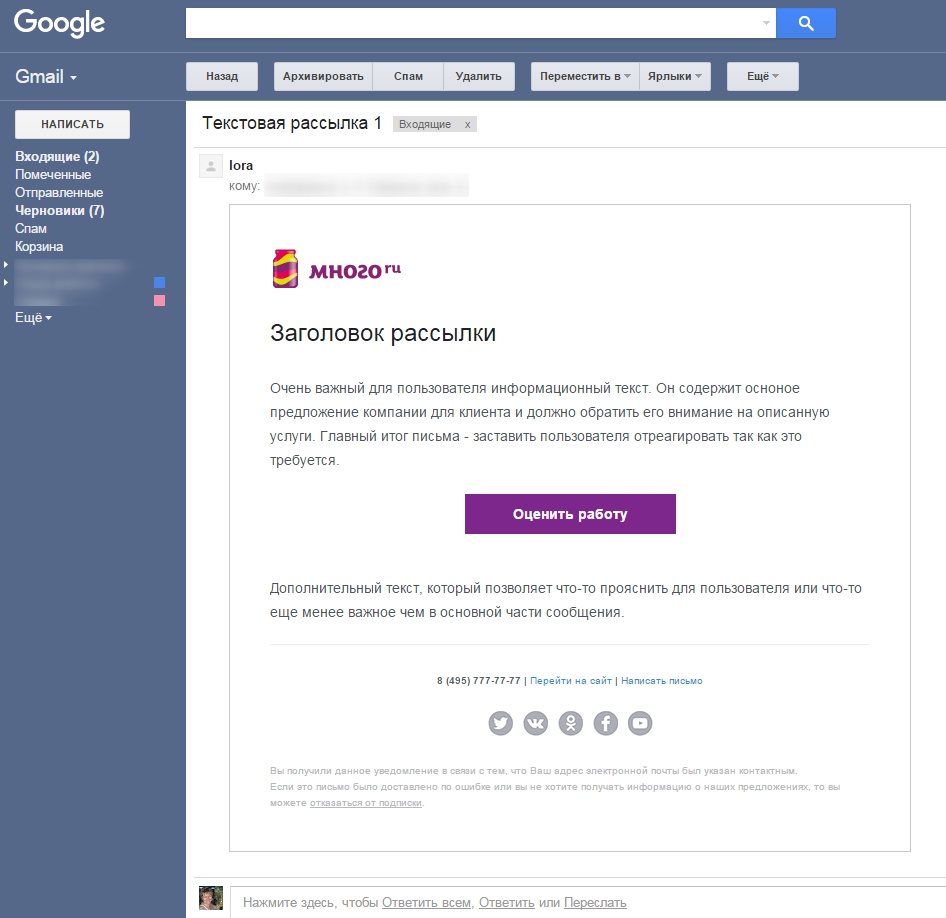 Google
Gmail
Назад
Архивировать
Спам
Удалить
Переместить в
Ярлыки
Ещё
НАПИСАТЬ
Входящие (2)
Помеченные
Отправленные
Черновики (7)
Спам
Корзина
Ещё
Текстовая рассылка 1
Входящие x
lora
кому:
много ru
Заголовок рассылки
Очень важный для пользователя информационный текст. Он содержит осноное
предложение компании для клиента и должно обратить его внимание на описанную
услуги. Главный итог письма - заставить пользователя отреагировать так как это
требуется.
Оценить работу
Дополнительный текст, который позволяет что-то прояснить для пользователя или что-то
еще менее важное чем в основной части сообщения.
8 (495) 777-77-77 | Перейти на сайт | Написать письмо
Вы получили данное уведомление в связи с тем, что Ваш адрес электронной почты был указан контактным.
Если это письмо было доставлено по ошибке или вы не хотите получать информацию о наших предложениях, то вы
можете отказаться от подписки.
Нажмите здесь, чтобы Ответить всем, Ответить или Переслать